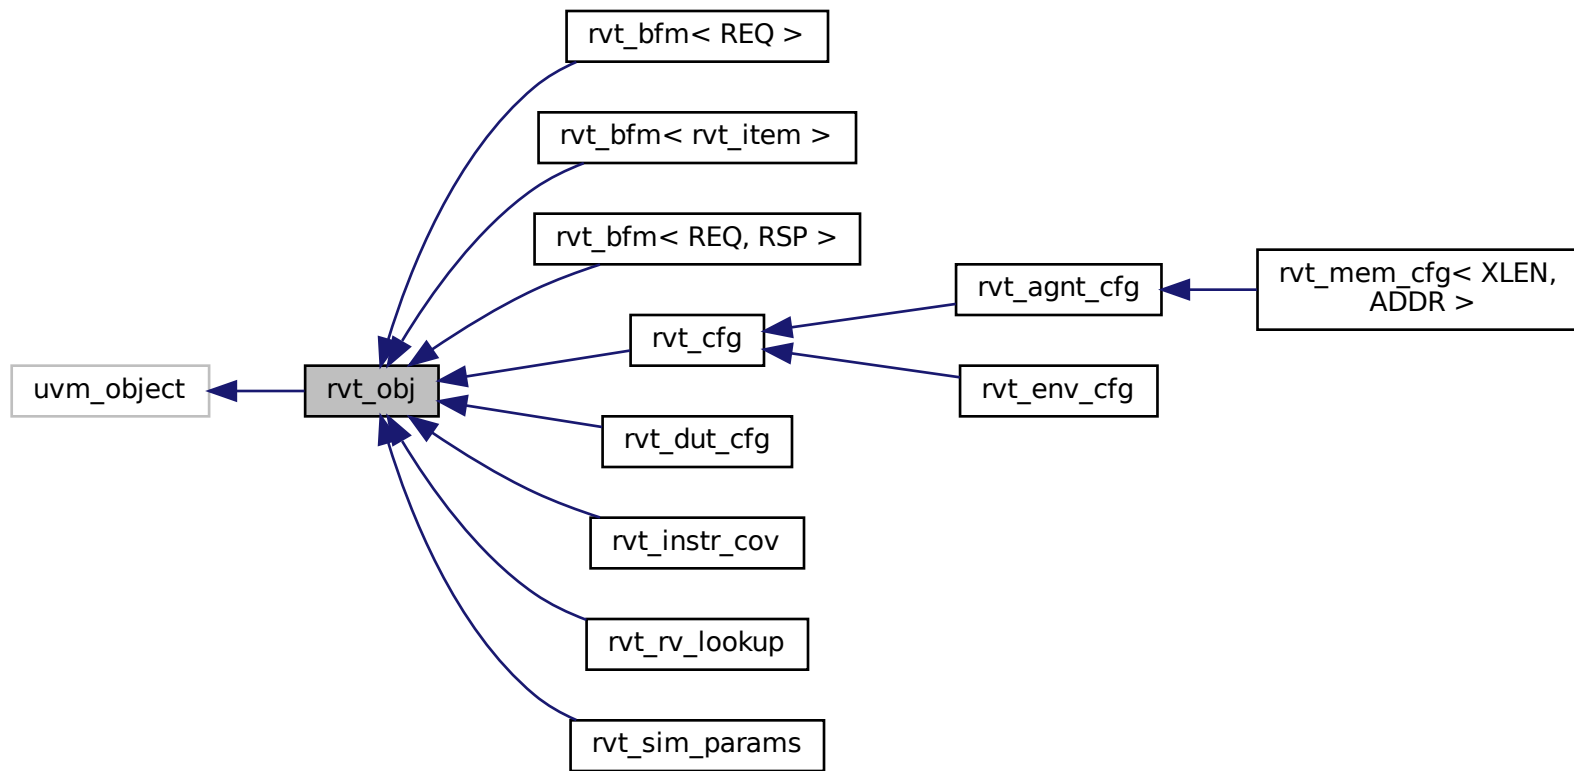 rvt_bfm< REQ >
rvt_bfm< rvt_item >
rvt_bfm< REQ, RSP >
rvt_agnt_cfg
rvt_mem_cfg< XLEN,
ADDR >
rvt_cfg
uvm_object
rvt_obj
rvt_env_cfg
rvt_dut_cfg
rvt_instr_cov
rvt_rv_lookup
rvt_sim_params